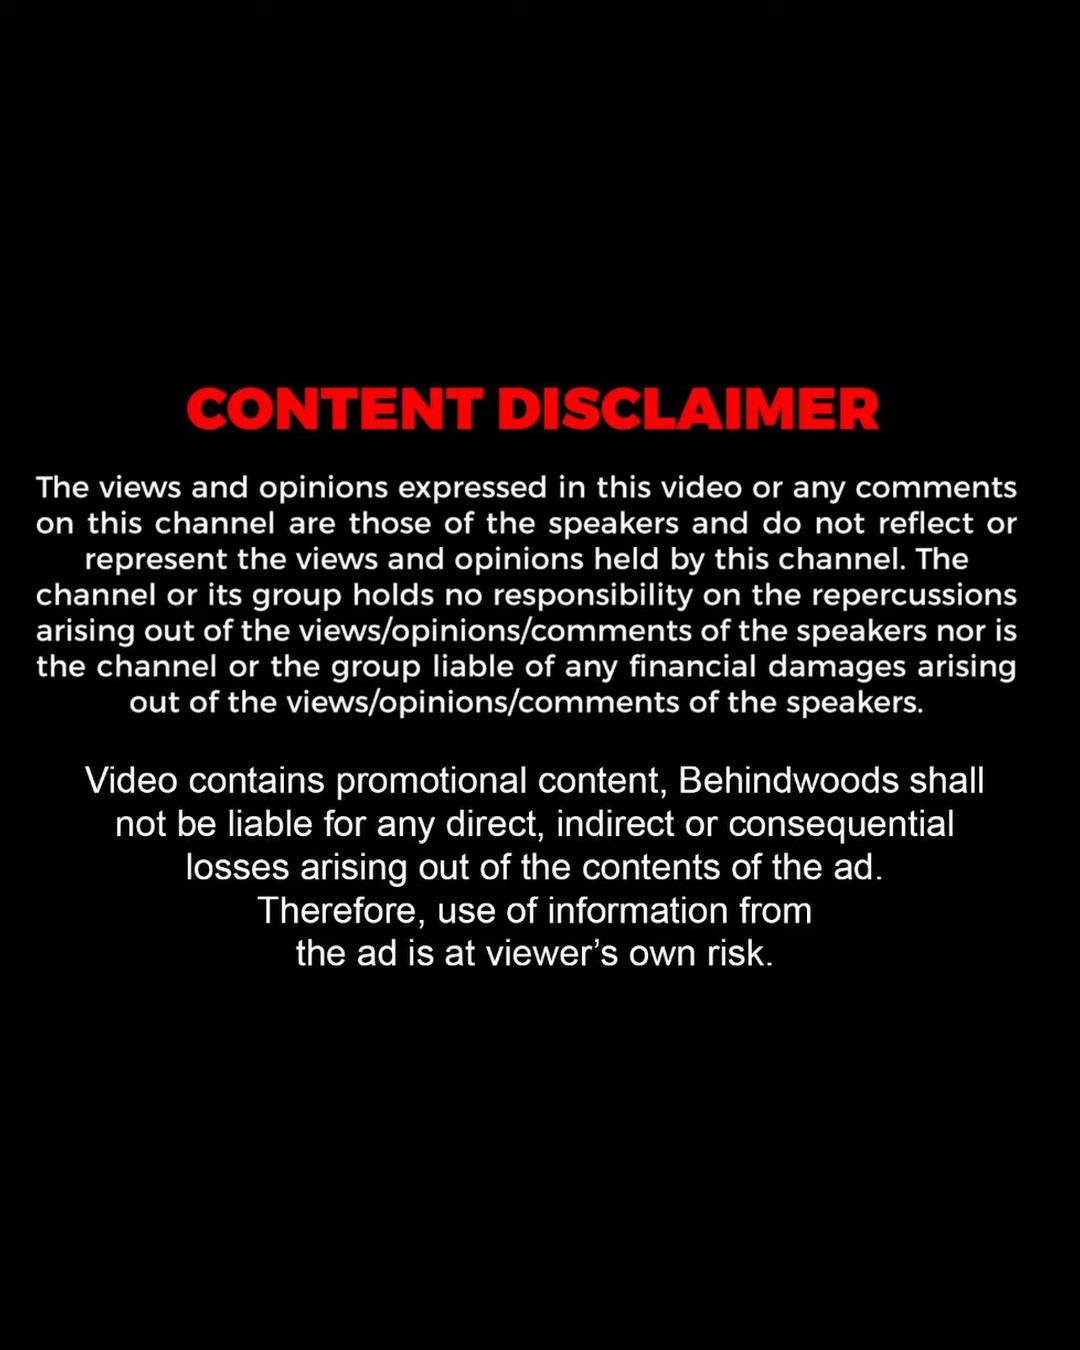 CONTENT DISCLAIMER
The views and opinions expressed in this video or any comments
on this channel are those of the speakers and do not reflect or
represent the views and opinions held by this channel. The
channel or its group holds no responsibility on the repercussions
arising out of the views/opinions/comments of the speakers nor is
the channel or the group liable of any financial damages arising
out of the views/opinions/comments of the speakers.
Video contains promotional content, Behindwoods shall
not be liable for any direct, indirect or consequential
losses arising out of the contents of the ad.
Therefore, use of information from
the ad is at viewer’s own risk.